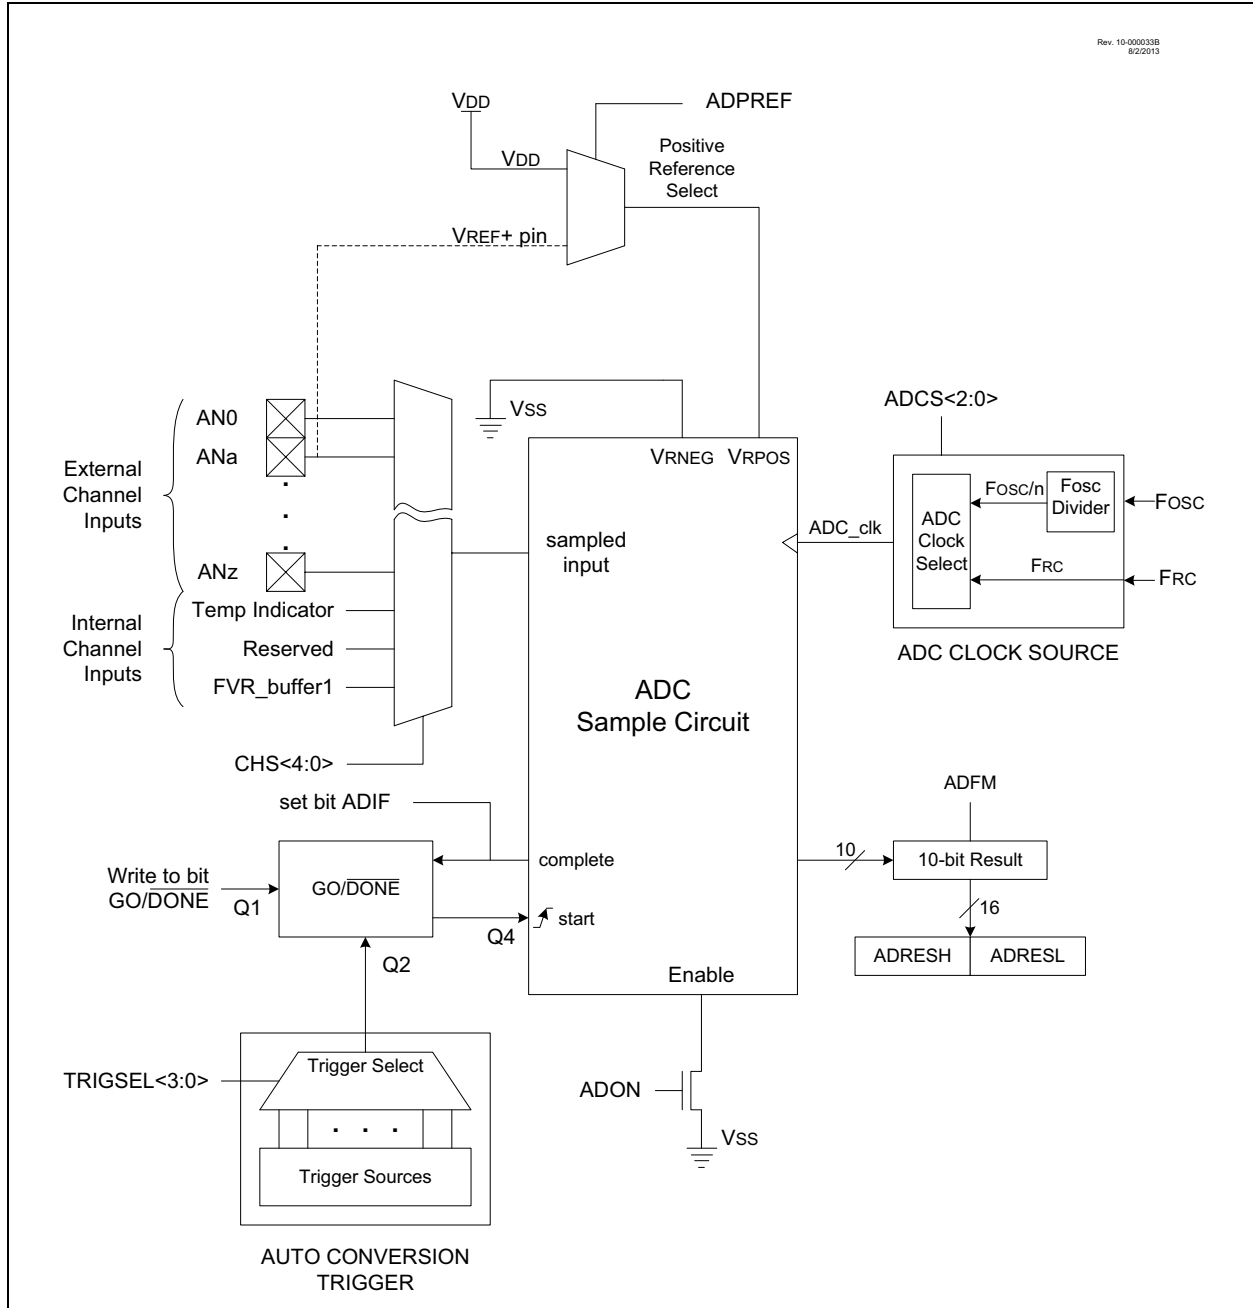 Rev. 10-000033B
8/2/2013
VDD
ADPREF
VDD
Positive
Reference
Select
VREF+ pin
AN0
VSS
ADCS<2:0>
ANa
VRNEG
VRPOS
External
Channel
Inputs
FOSC/n
Fosc
Divider
FOSC
ADC_clk
ADC
Clock
Select
sampled
input
ANz
FRC
FRC
Temp Indicator
Internal
Channel
Inputs
Reserved
ADC CLOCK SOURCE
FVR_buffer1
ADC
Sample Circuit
CHS<4:0>
set bit ADIF
ADFM
complete
10
10-bit Result
Write to bit
GO/DONE
Q1
GO/DONE
16
start
Q4
Q2
ADRESH
ADRESL
Enable
Trigger Select
TRIGSEL<3:0>
ADON
. . .
VSS
Trigger Sources
AUTO CONVERSION
TRIGGER